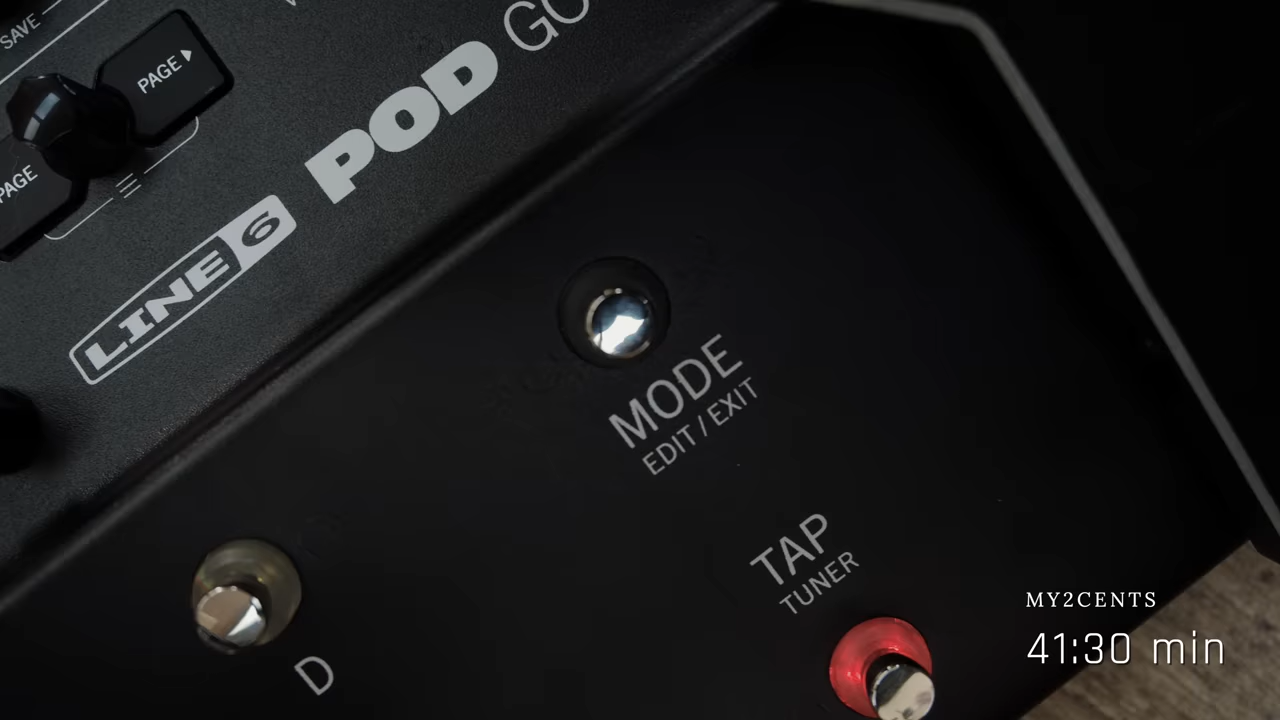 SAVE
PAGE
PAGE
LINE 6
POD GO
MODE
EDIT / EXIT
TAP
TUNER
D
MY2CENTS
41:30 min